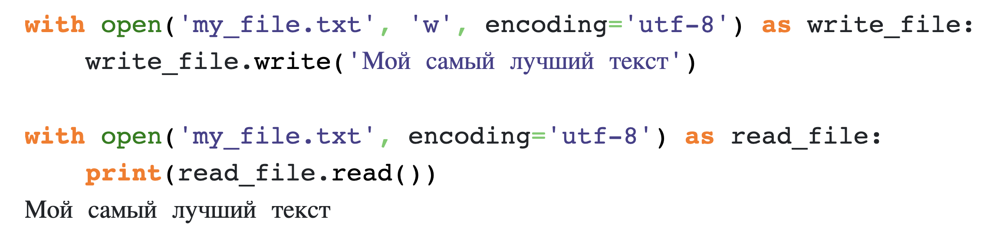 with open('my_file.txt', 'w', encoding='utf-8') as write_file:
    write_file.write('Мой самый лучший текст')
with open('my_file.txt', encoding='utf-8') as read_file:
    print(read_file.read())
Мой самый лучший текст